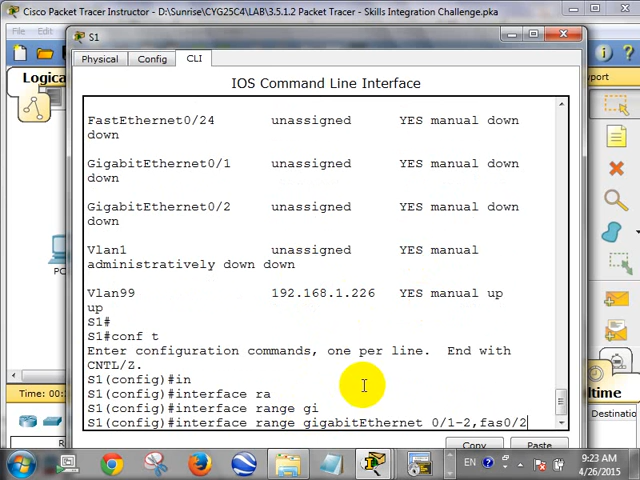 Cisco Packet Tracer Instructor - D:\Sunrise\CYG25C4\LAB\3.5.1.2 Packet Tracer - Skills Integration Challenge.pka
File
S1
Physical
Config
CLI
Logical
IOS Command Line Interface
FastEthernet0/24 unassigned YES manual down
down
GigabitEthernet0/1 unassigned YES manual down
down
GigabitEthernet0/2 unassigned YES manual down
down
Vlan1 unassigned YES manual
administratively down down
Vlan99 192.168.1.226 YES manual up
up
S1#
S1#conf t
Enter configuration commands, one per line. End with
CNTL/Z.
S1(config)#in
S1(config)#interface ra
S1(config)#interface range gi
S1(config)#interface range gigabitEthernet 0/1-2,fas0/2
Copy
Paste
PC
Time: 00:
Destinatio
EN
9:23 AM
4/26/2015